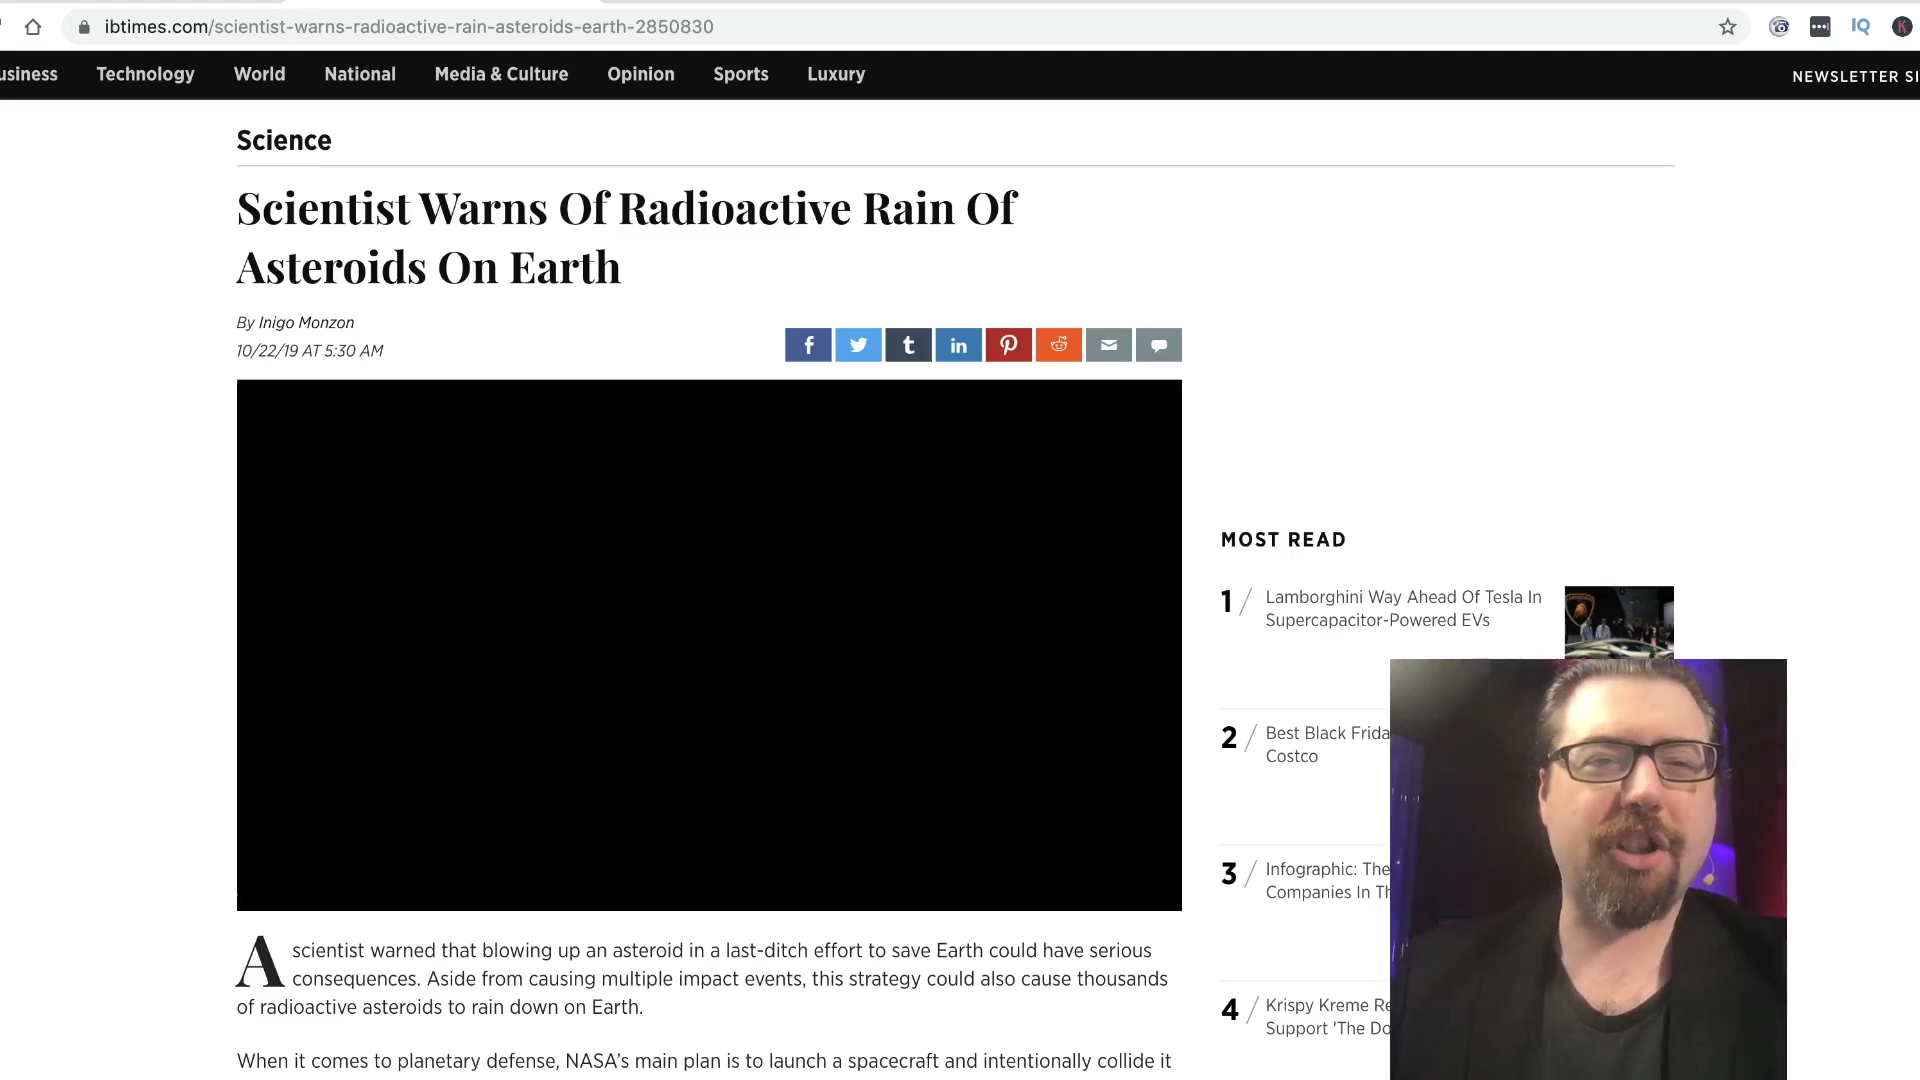 ibtimes.com/scientist-warns-radioactive-rain-asteroids-earth-2850830
IQ
K
usiness Technology World National Media & Culture Opinion Sports Luxury
NEWSLETTER SI
Science
Scientist Warns Of Radioactive Rain Of
Asteroids On Earth
By Inigo Monzon
10/22/19 AT 5:30 AM
A scientist warned that blowing up an asteroid in a last-ditch effort to save Earth could have serious
consequences. Aside from causing multiple impact events, this strategy could also cause thousands
of radioactive asteroids to rain down on Earth.
When it comes to planetary defense, NASA’s main plan is to launch a spacecraft and intentionally collide it
MOST READ
1 / Lamborghini Way Ahead Of Tesla In
Supercapacitor-Powered EVs
2 / Best Black Frida
Costco
3 / Infographic: The
Companies In Th
4 / Krispy Kreme Re
Support 'The Do